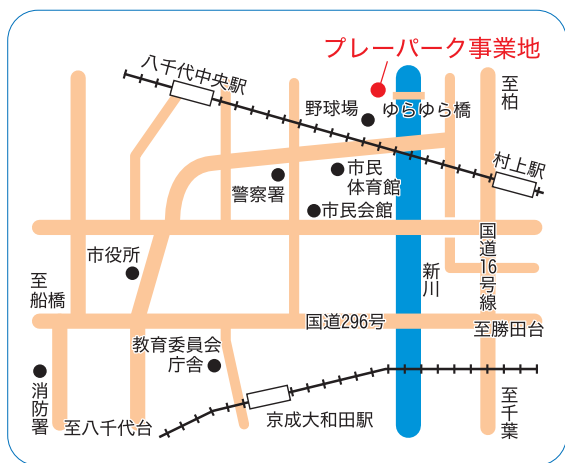 プレーパーク事業地
八千代中央駅
野球場
ゆらゆら橋
至柏
村上駅
市民
体育館
警察署
市民会館
市役所
国道16号線
新川
至
船橋
国道296号
至勝田台
教育委員会
庁舎
消防署
至八千代台
京成大和田駅
至千葉